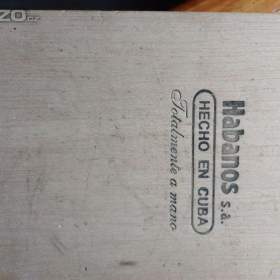 Habanos s.a.
HECHO EN CUBA
Totalmente a mano